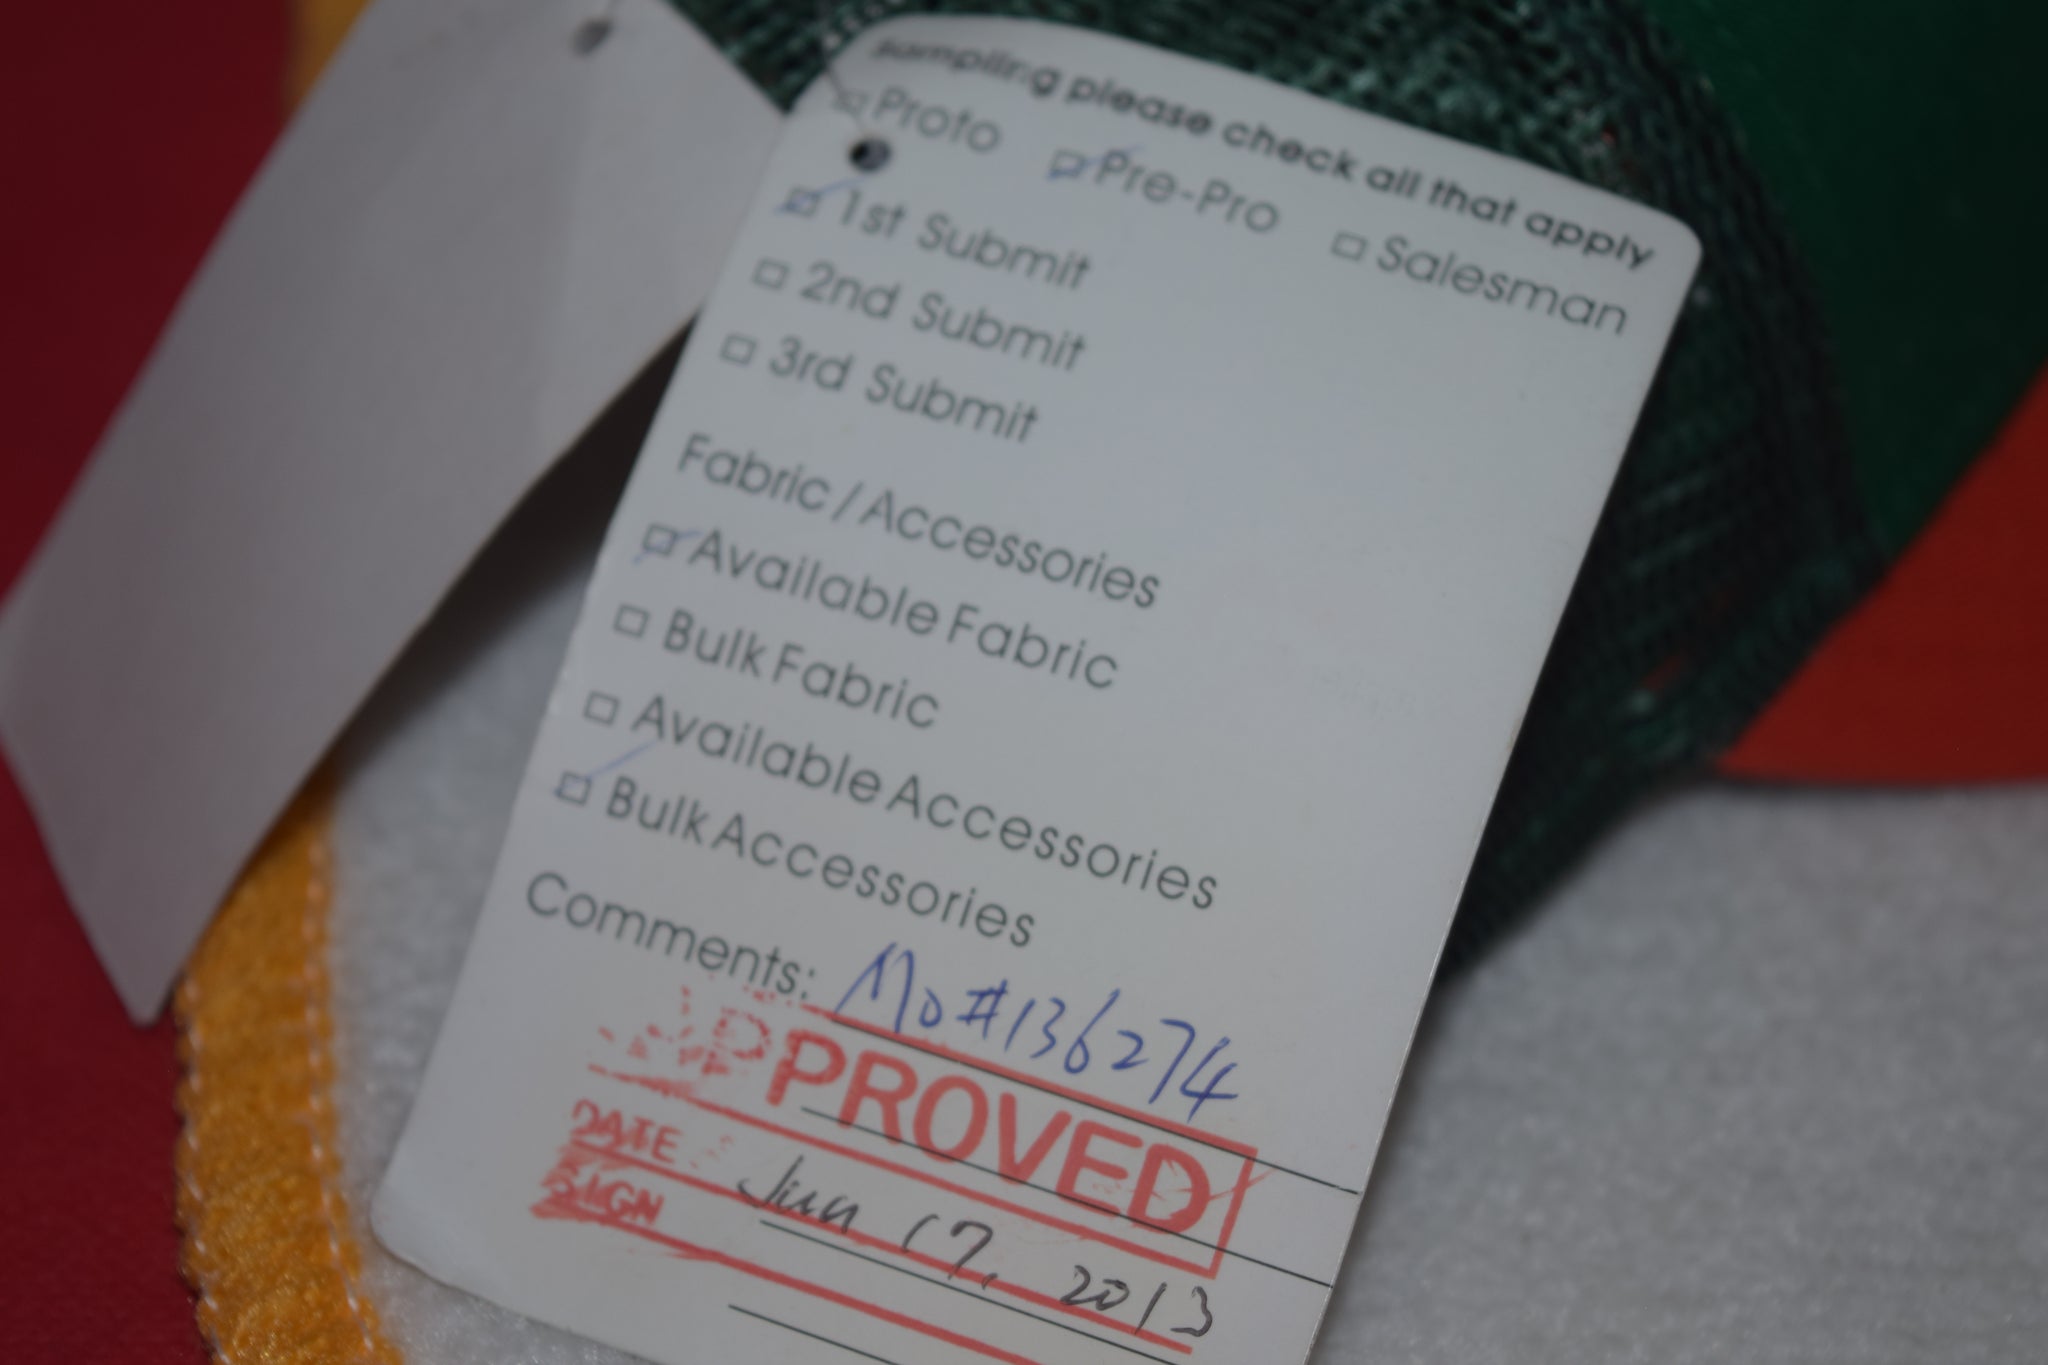 sampling please check all that apply
Proto Pre-Pro Salesman
1st Submit
2nd Submit
3rd Submit
Fabric / Accessories
Available Fabric
Bulk Fabric
Available Accessories
Bulk Accessories
Comments: Mo#136274
APPROVED
DATE : Jun 17, 2013
SIGN